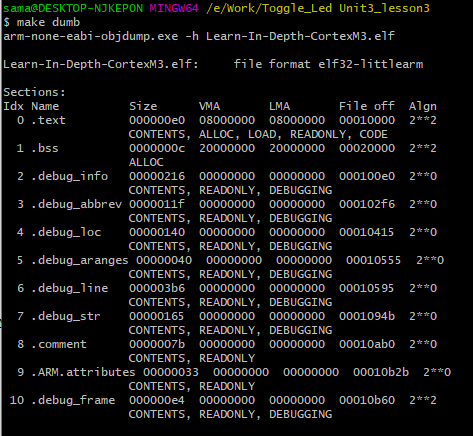 sama@DESKTOP-NJKEPON MINGW64 /e/Work/Toggle_Led Unit3_lesson3
$ make dumb
arm-none-eabi-objdump.exe -h Learn-In-Depth-CortexM3.elf

Learn-In-Depth-CortexM3.elf:     file format elf32-littlearm

Sections:
Idx Name          Size      VMA       LMA       File off  Algn
  0 .text         000000e0  08000000  08000000  00010000  2**2
                  CONTENTS, ALLOC, LOAD, READONLY, CODE
  1 .bss          0000000c  20000000  20000000  00020000  2**2
                  ALLOC
  2 .debug_info   00000216  00000000  00000000  000100e0  2**0
                  CONTENTS, READONLY, DEBUGGING
  3 .debug_abbrev 0000011f  00000000  00000000  000102f6  2**0
                  CONTENTS, READONLY, DEBUGGING
  4 .debug_loc    00000140  00000000  00000000  00010415  2**0
                  CONTENTS, READONLY, DEBUGGING
  5 .debug_aranges 00000040  00000000  00000000  00010555  2**0
                  CONTENTS, READONLY, DEBUGGING
  6 .debug_line   000003b6  00000000  00000000  00010595  2**0
                  CONTENTS, READONLY, DEBUGGING
  7 .debug_str    00000165  00000000  00000000  0001094b  2**0
                  CONTENTS, READONLY, DEBUGGING
  8 .comment      0000007b  00000000  00000000  00010ab0  2**0
                  CONTENTS, READONLY
  9 .ARM.attributes 00000033  00000000  00000000  00010b2b  2**0
                  CONTENTS, READONLY
 10 .debug_frame  000000e4  00000000  00000000  00010b60  2**2
                  CONTENTS, READONLY, DEBUGGING